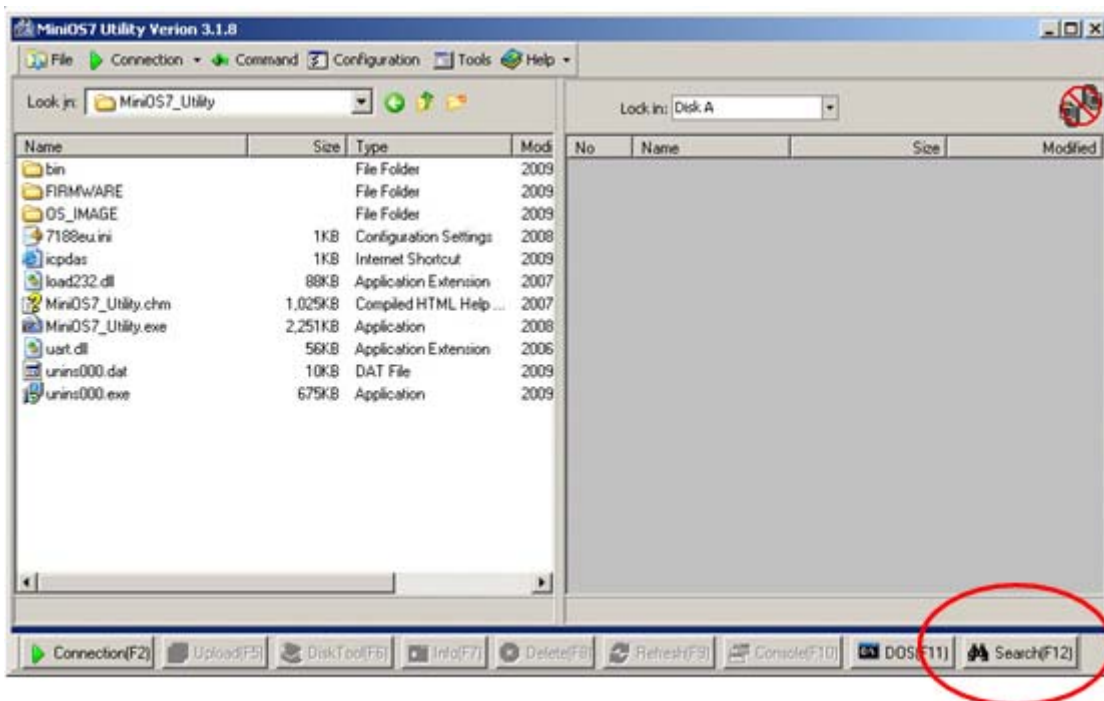 MiniOS7 Utility Verion 3.1.8
File Connection Command Configuration Tools Help
Look in: MiniOS7_Utility
Lock in: Disk A
Name Size Type Modi
No Name Size Modified
bin File Folder 2009
FIRMWARE File Folder 2009
OS_IMAGE File Folder 2009
7188eu.ini 1KB Configuration Settings 2008
icpdas 1KB Internet Shortcut 2009
load232.dll 88KB Application Extension 2007
MiniOS7_Utility.chm 1,025KB Compiled HTML Help ... 2007
MiniOS7_Utility.exe 2,251KB Application 2008
uart.dll 56KB Application Extension 2006
unins000.dat 10KB DAT File 2009
unins000.exe 675KB Application 2009
Connection(F2) Upload(F5) DiskTool(F6) Info(F7) Delete(F8) Refresh(F9) Console(F10) DOS(F11) Search(F12)